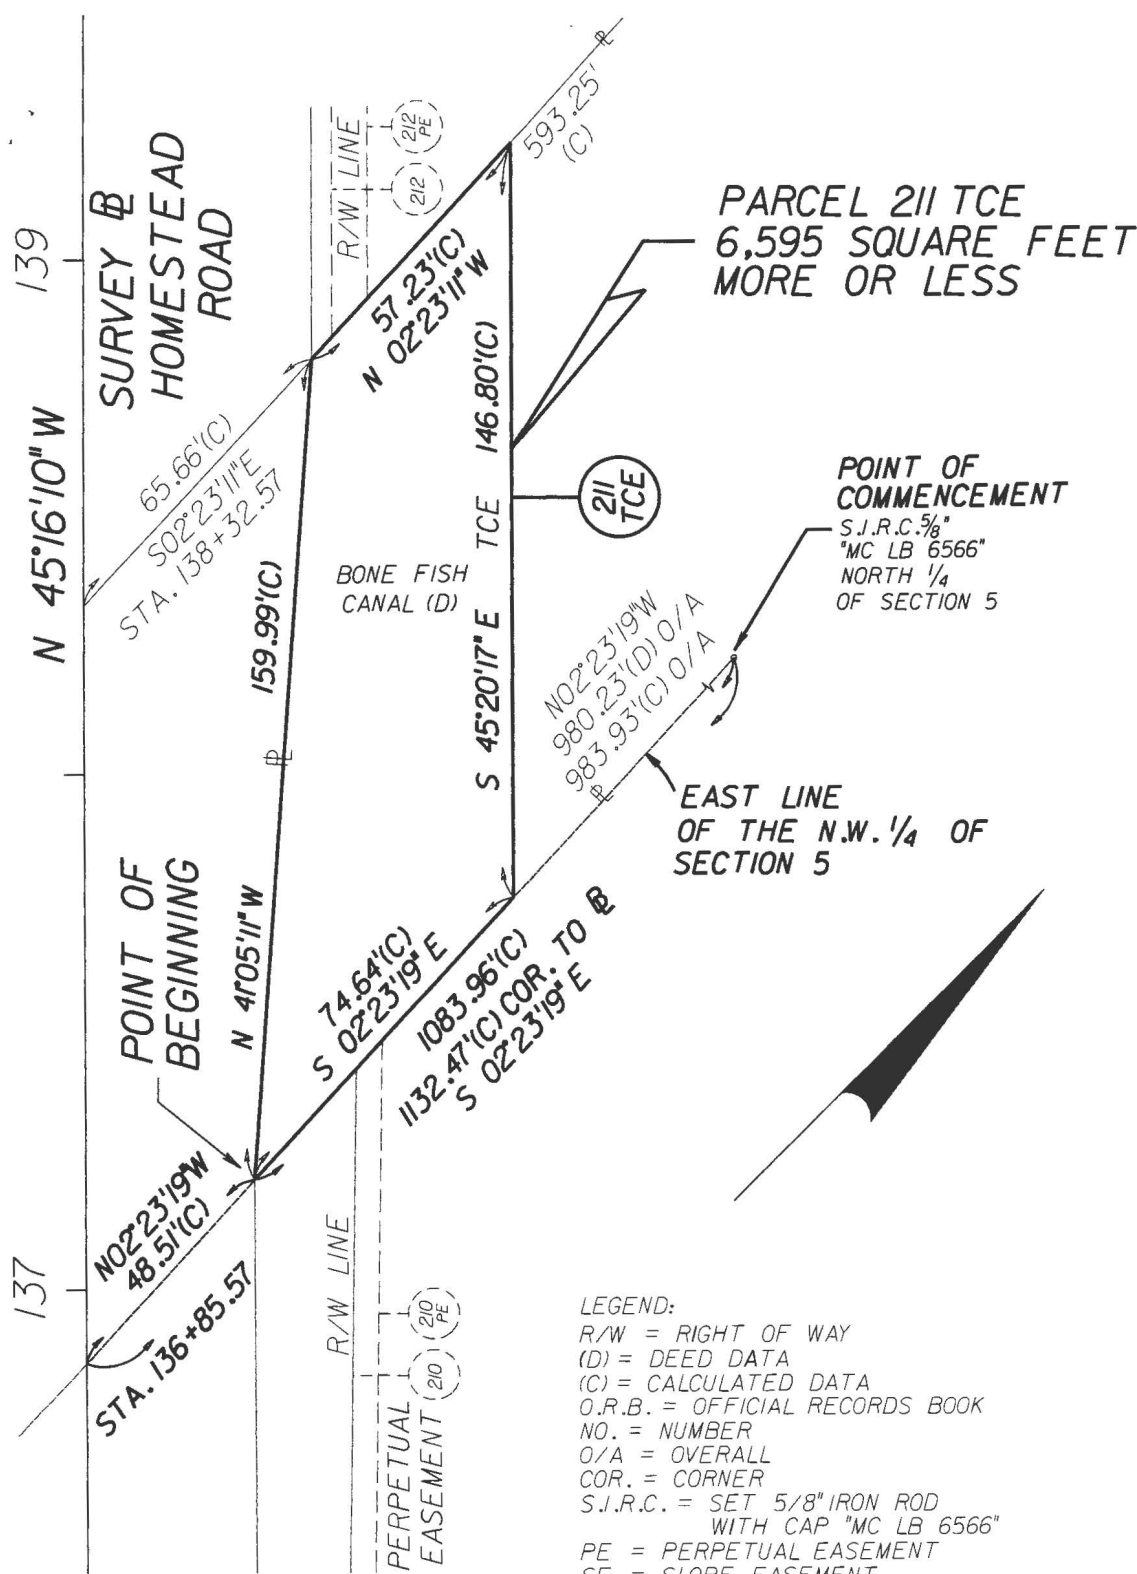 139
SURVEY ⅊
HOMESTEAD
ROAD
N 45°16'10" W
R/W LINE
212
PE
212
593.25'
(C)
57.23'(C)
N 02°23'11" W
PARCEL 211 TCE
6,595 SQUARE FEET
MORE OR LESS
65.66'(C)
S02°23'11"E
STA. 138+32.57
159.99'(C)
N 41°05'11" W
BONE FISH
CANAL (D)
146.80'(C)
S 45°20'17" E TCE
211
TCE
POINT OF
COMMENCEMENT
S.I.R.C. 5/8"
"MC LB 6566"
NORTH 1/4
OF SECTION 5
N02°23'19"W
980.23'(D) O/A
983.93'(C) O/A
EAST LINE
OF THE N.W. 1/4 OF
SECTION 5
POINT OF
BEGINNING
74.64'(C)
S 02°23'19" E
1083.96'(C)
1132.47'(C) COR. TO ⅊
S 02°23'19" E
137
N02°23'19"W
48.51'(C)
STA. 136+85.57
R/W LINE
210
PE
210
PERPETUAL
EASEMENT
LEGEND:
R/W = RIGHT OF WAY
(D) = DEED DATA
(C) = CALCULATED DATA
O.R.B. = OFFICIAL RECORDS BOOK
NO. = NUMBER
O/A = OVERALL
COR. = CORNER
S.I.R.C. = SET 5/8" IRON ROD
WITH CAP "MC LB 6566"
PE = PERPETUAL EASEMENT
SE = SLOPE EASEMENT